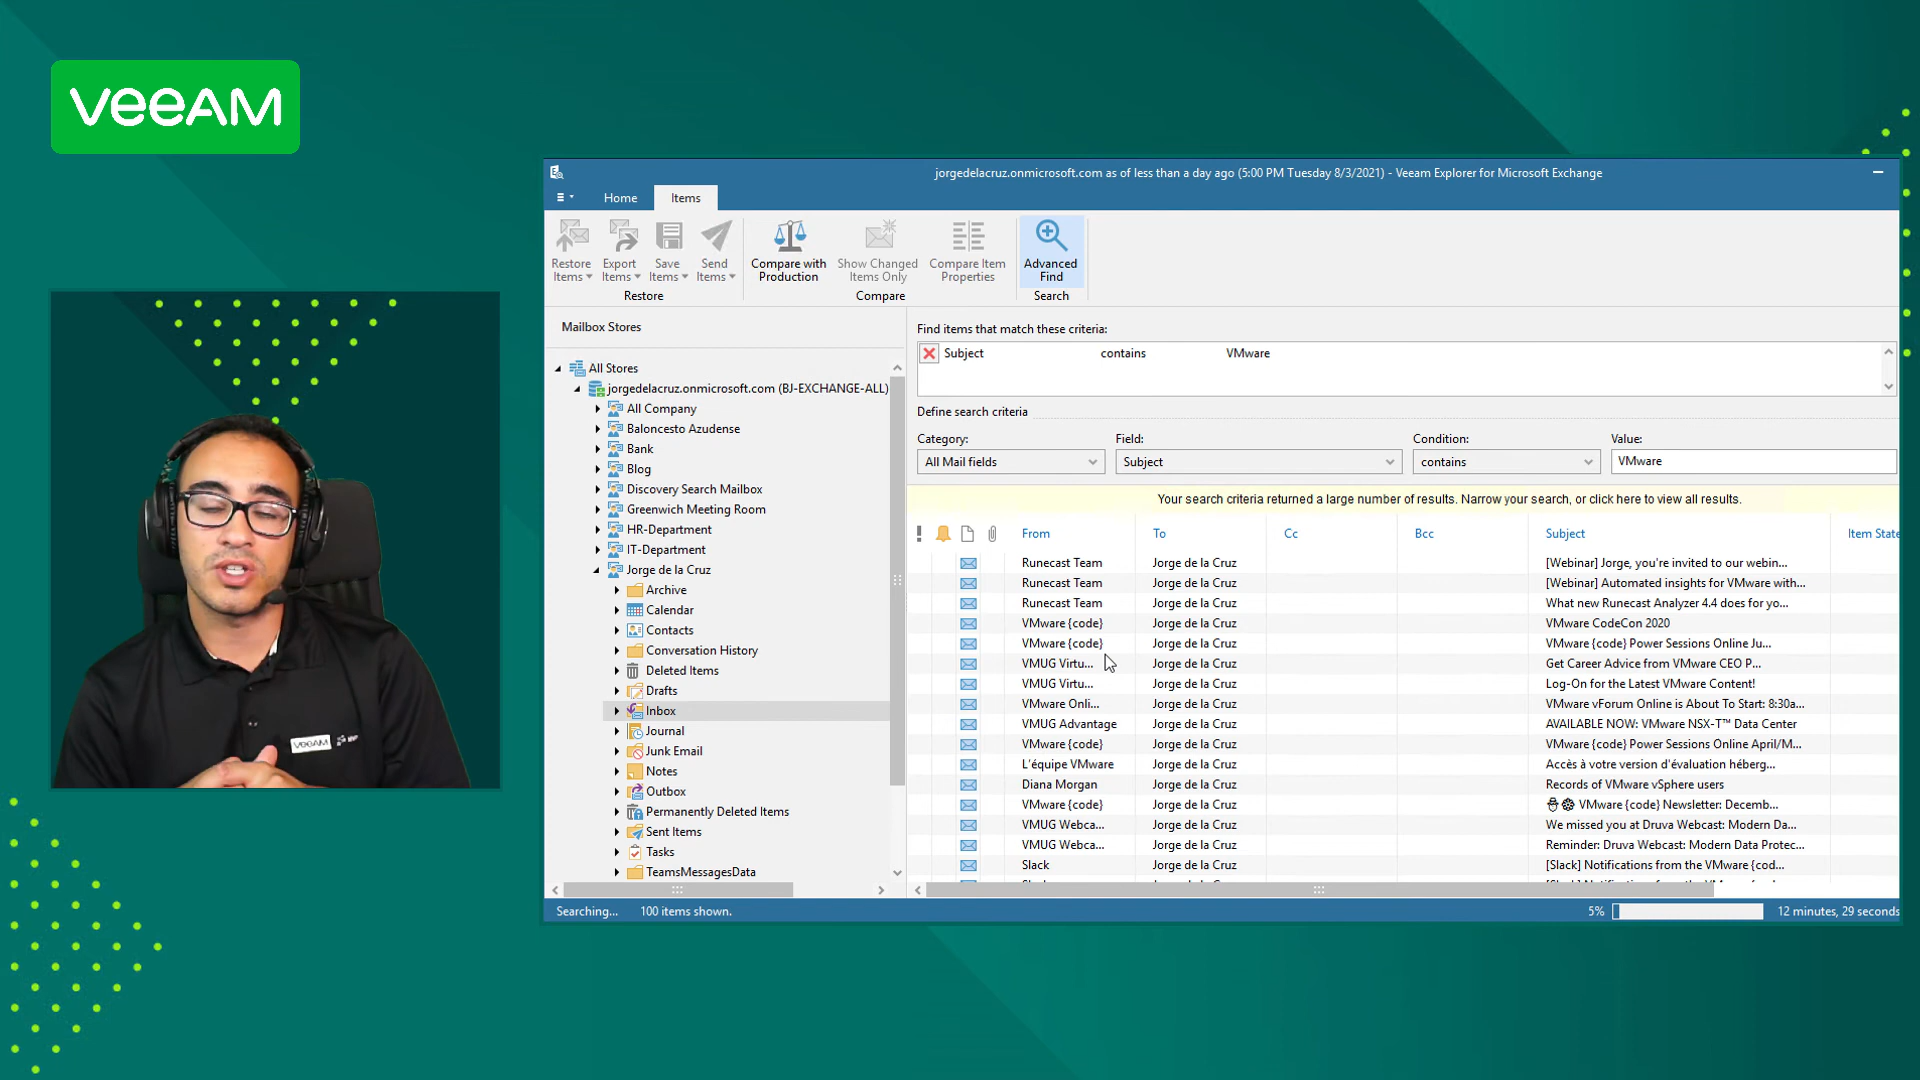 veeAM
jorgedelacruz.onmicrosoft.com as of less than a day ago (5:00 PM Tuesday 8/3/2021) - Veeam Explorer for Microsoft Exchange
Home Items
Restore Items Export Items Save Items Send Items Compare with Production Show Changed Items Only Compare Item Properties Advanced Find
Restore Compare Search
Mailbox Stores
All Stores
jorgedelacruz.onmicrosoft.com (BJ-EXCHANGE-ALL)
All Company
Baloncesto Azudense
Bank
Blog
Discovery Search Mailbox
Greenwich Meeting Room
HR-Department
IT-Department
Jorge de la Cruz
Archive
Calendar
Contacts
Conversation History
Deleted Items
Drafts
Inbox
Journal
Junk Email
Notes
Outbox
Permanently Deleted Items
Sent Items
Tasks
TeamsMessagesData
Find items that match these criteria:
Subject contains VMware
Define search criteria
Category: Field: Condition: Value:
All Mail fields Subject contains VMware
Your search criteria returned a large number of results. Narrow your search, or click here to view all results.
From To Cc Bcc Subject Item State
Runecast Team Jorge de la Cruz [Webinar] Jorge, you're invited to our webin...
Runecast Team Jorge de la Cruz [Webinar] Automated insights for VMware with...
Runecast Team Jorge de la Cruz What new Runecast Analyzer 4.4 does for yo...
VMware {code} Jorge de la Cruz VMware CodeCon 2020
VMware {code} Jorge de la Cruz VMware {code} Power Sessions Online Ju...
VMUG Virtu... Jorge de la Cruz Get Career Advice from VMware CEO P...
VMUG Virtu... Jorge de la Cruz Log-On for the Latest VMware Content!
VMware Onli... Jorge de la Cruz VMware vForum Online is About To Start: 8:30a...
VMUG Advantage Jorge de la Cruz AVAILABLE NOW: VMware NSX-T™ Data Center
VMware {code} Jorge de la Cruz VMware {code} Power Sessions Online April/M...
L'équipe VMware Jorge de la Cruz Accès à votre version d'évaluation héberg...
Diana Morgan Jorge de la Cruz Records of VMware vSphere users
VMware {code} Jorge de la Cruz VMware {code} Newsletter: Decemb...
VMUG Webca... Jorge de la Cruz We missed you at Druva Webcast: Modern Da...
VMUG Webca... Jorge de la Cruz Reminder: Druva Webcast: Modern Data Protec...
Slack Jorge de la Cruz [Slack] Notifications from the VMware {cod...
Searching... 100 items shown. 5% 12 minutes, 29 seconds
veeAM